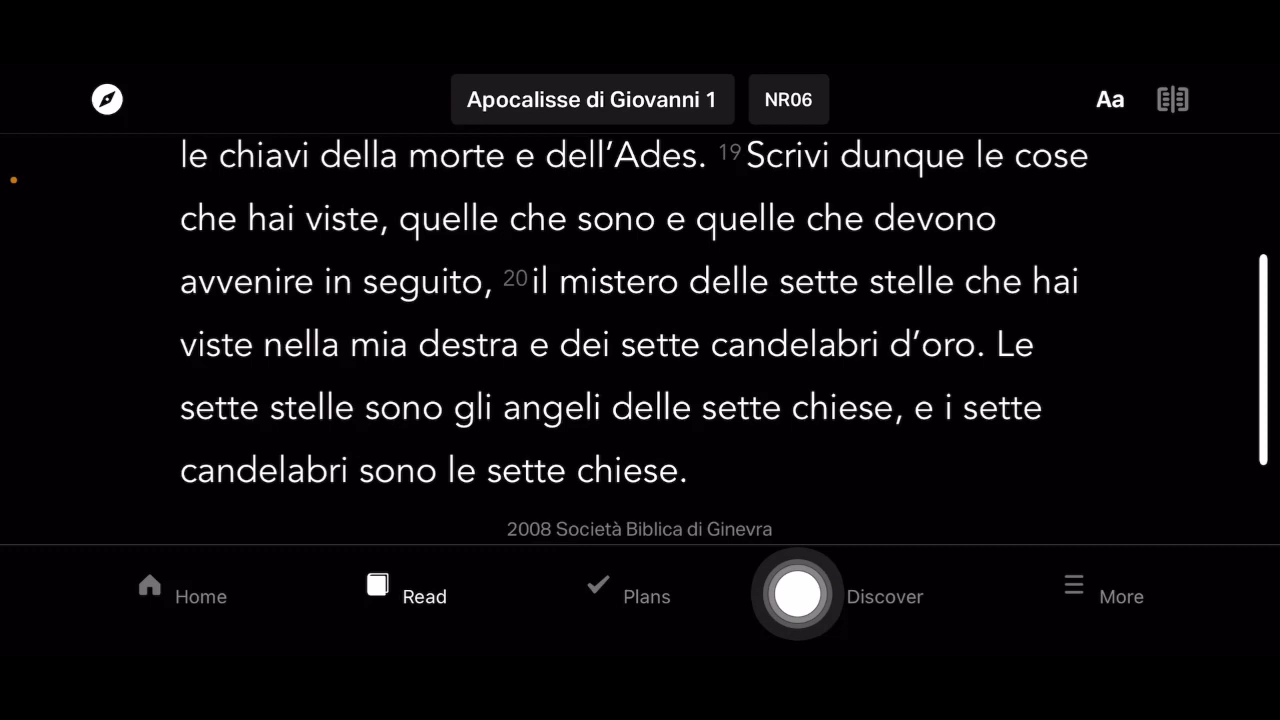 Apocalisse di Giovanni 1 NR06 Aa
le chiavi della morte e dell’Ades. 19 Scrivi dunque le cose
che hai viste, quelle che sono e quelle che devono
avvenire in seguito, 20 il mistero delle sette stelle che hai
viste nella mia destra e dei sette candelabri d’oro. Le
sette stelle sono gli angeli delle sette chiese, e i sette
candelabri sono le sette chiese.
2008 Società Biblica di Ginevra
Home Read Plans Discover More